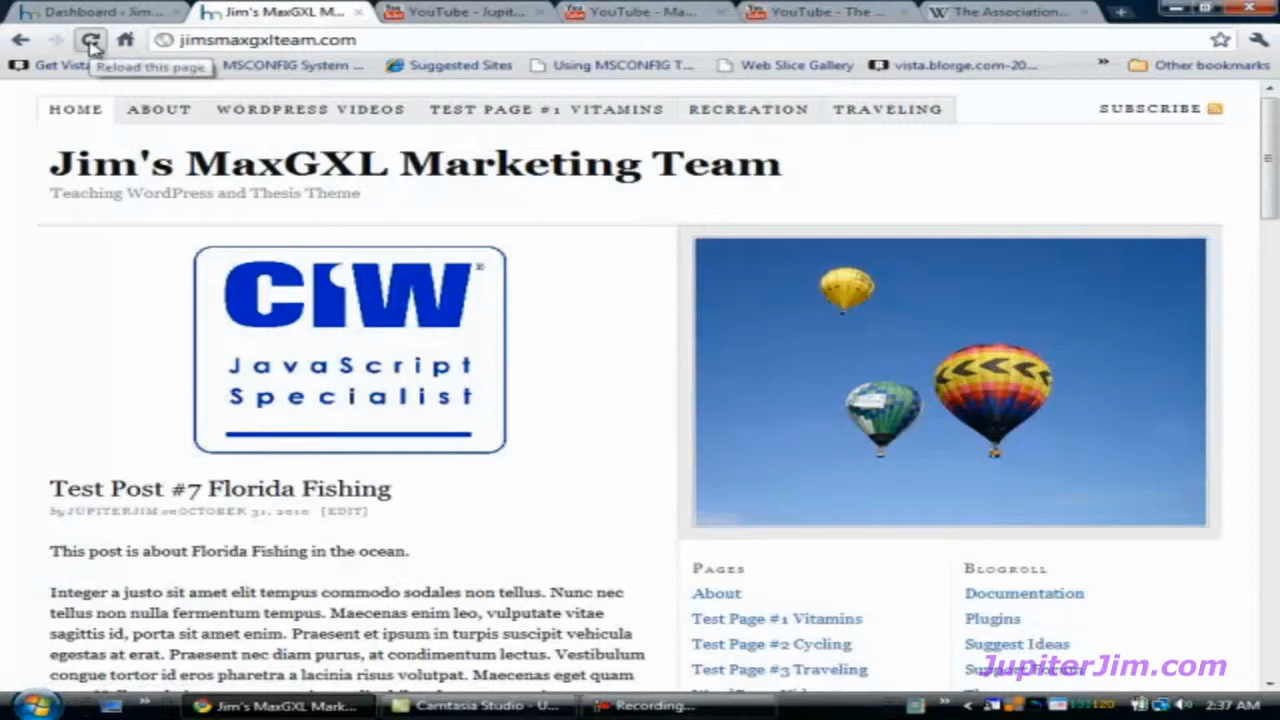 Dashboard - Jim...
Jim's MaxGXL M...
YouTube - Jupit...
YouTube - Ma...
YouTube - The ...
The Association...
jimsmaxgxlteam.com
Get Vista
MSCONFIG System ...
Suggested Sites
Using MSCONFIG T...
Web Slice Gallery
vista.blorge.com-20...
Other bookmarks
Reload this page
HOME
ABOUT
WORDPRESS VIDEOS
TEST PAGE #1 VITAMINS
RECREATION
TRAVELING
SUBSCRIBE
Jim's MaxGXL Marketing Team
Teaching WordPress and Thesis Theme
CIW®
JavaScript
Specialist
Test Post #7 Florida Fishing
by JUPITERJIM on OCTOBER 31, 2010 [EDIT]
This post is about Florida Fishing in the ocean.
Integer a justo sit amet elit tempus commodo sodales non tellus. Nunc nec
tellus non nulla fermentum tempus. Maecenas enim leo, vulputate vitae
sagittis id, porta sit amet enim. Praesent et ipsum in turpis suscipit vehicula
egestas at erat. Praesent nec diam purus, at condimentum lectus. Vestibulum
congue tortor id lacus pharetra a lacinia risus volutpat. Maecenas eget quam
PAGES
About
Test Page #1 Vitamins
Test Page #2 Cycling
Test Page #3 Traveling
BLOGROLL
Documentation
Plugins
Suggest Ideas
JupiterJim.com
Jim's MaxGXL Mark...
Camtasia Studio - U...
Recording...
2:37 AM